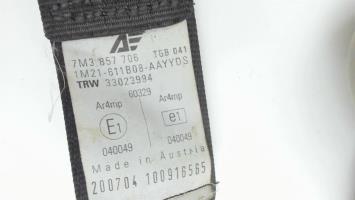 7M3 857 706 TGB 041
1M21-611B08-AAYYDS
TRW 33023994
60329
Ar4mp Ar4mp
E1 e1
040049 040049
Made in Austria
200704 100916565